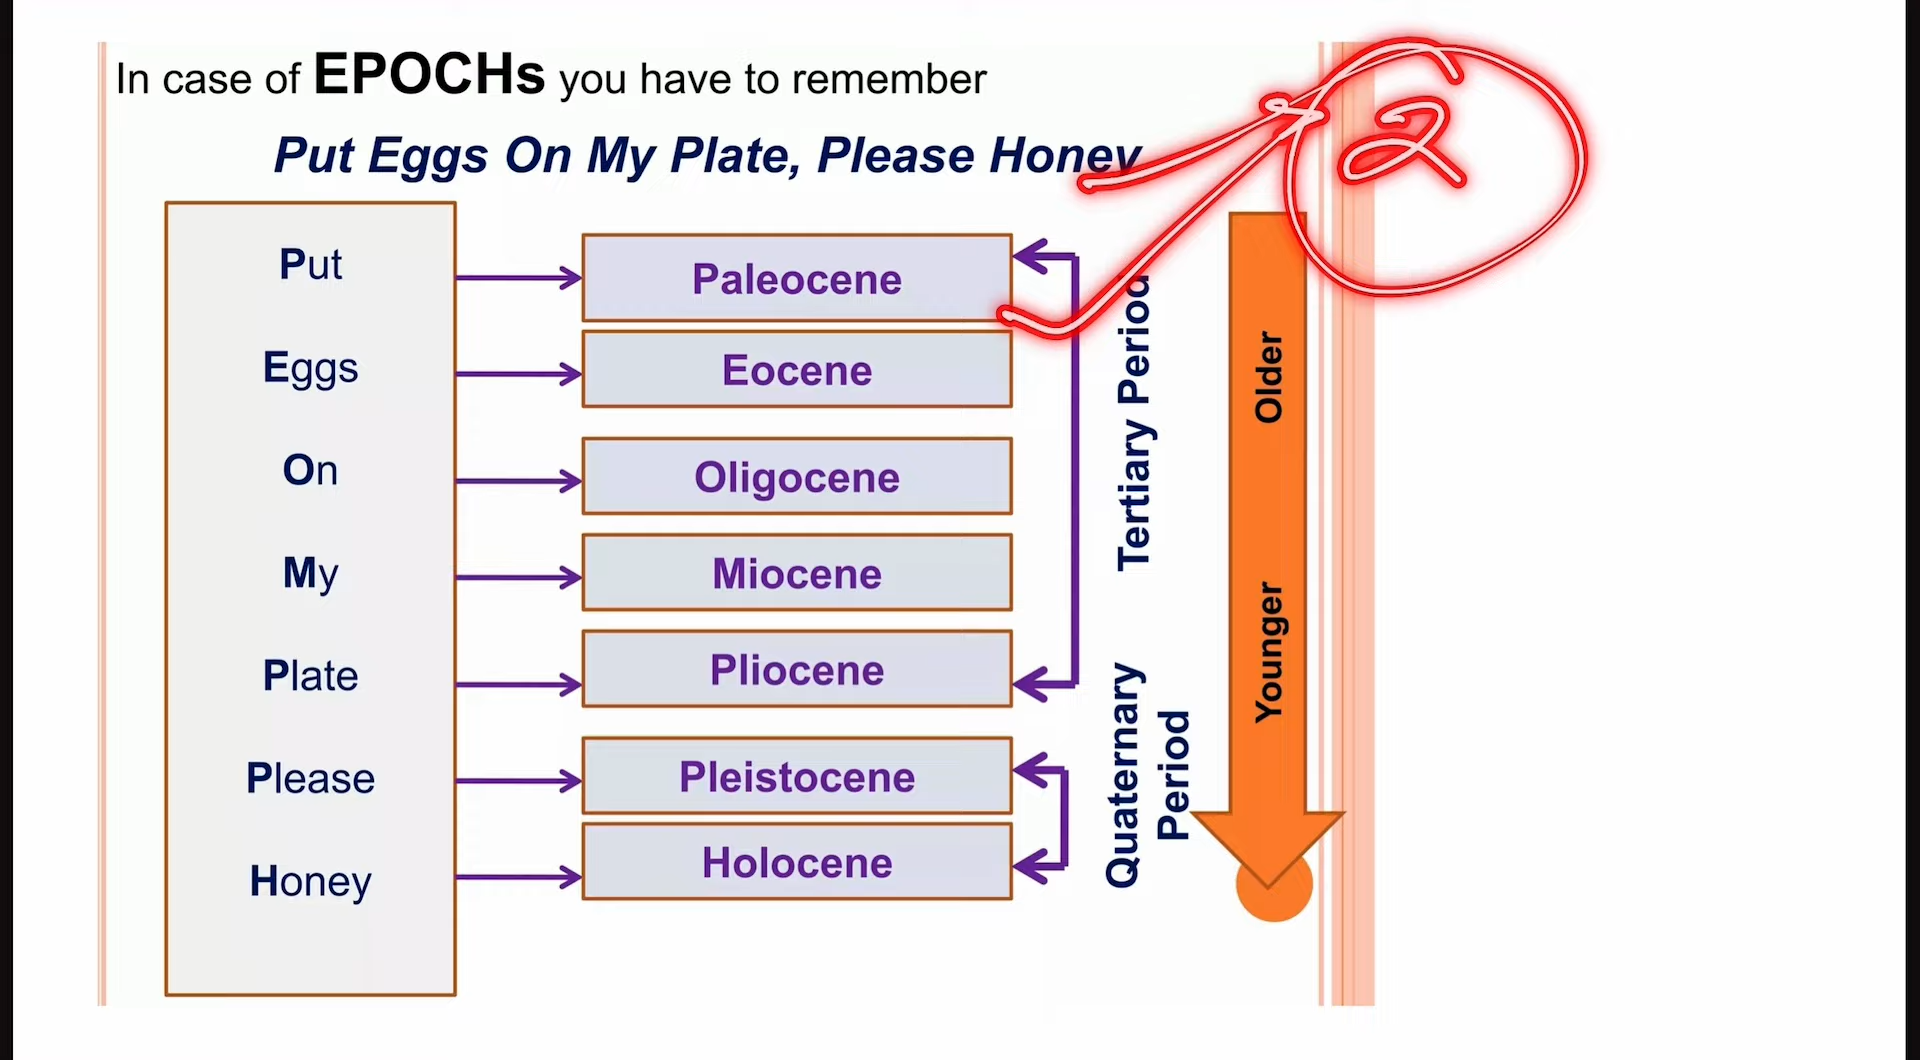 In case of EPOCHs you have to remember
Put Eggs On My Plate, Please Honey
2
Put
Paleocene
Eggs
Eocene
On
Oligocene
My
Miocene
Plate
Pliocene
Please
Pleistocene
Honey
Holocene
Tertiary Period
Quaternary
Period
Older
Younger